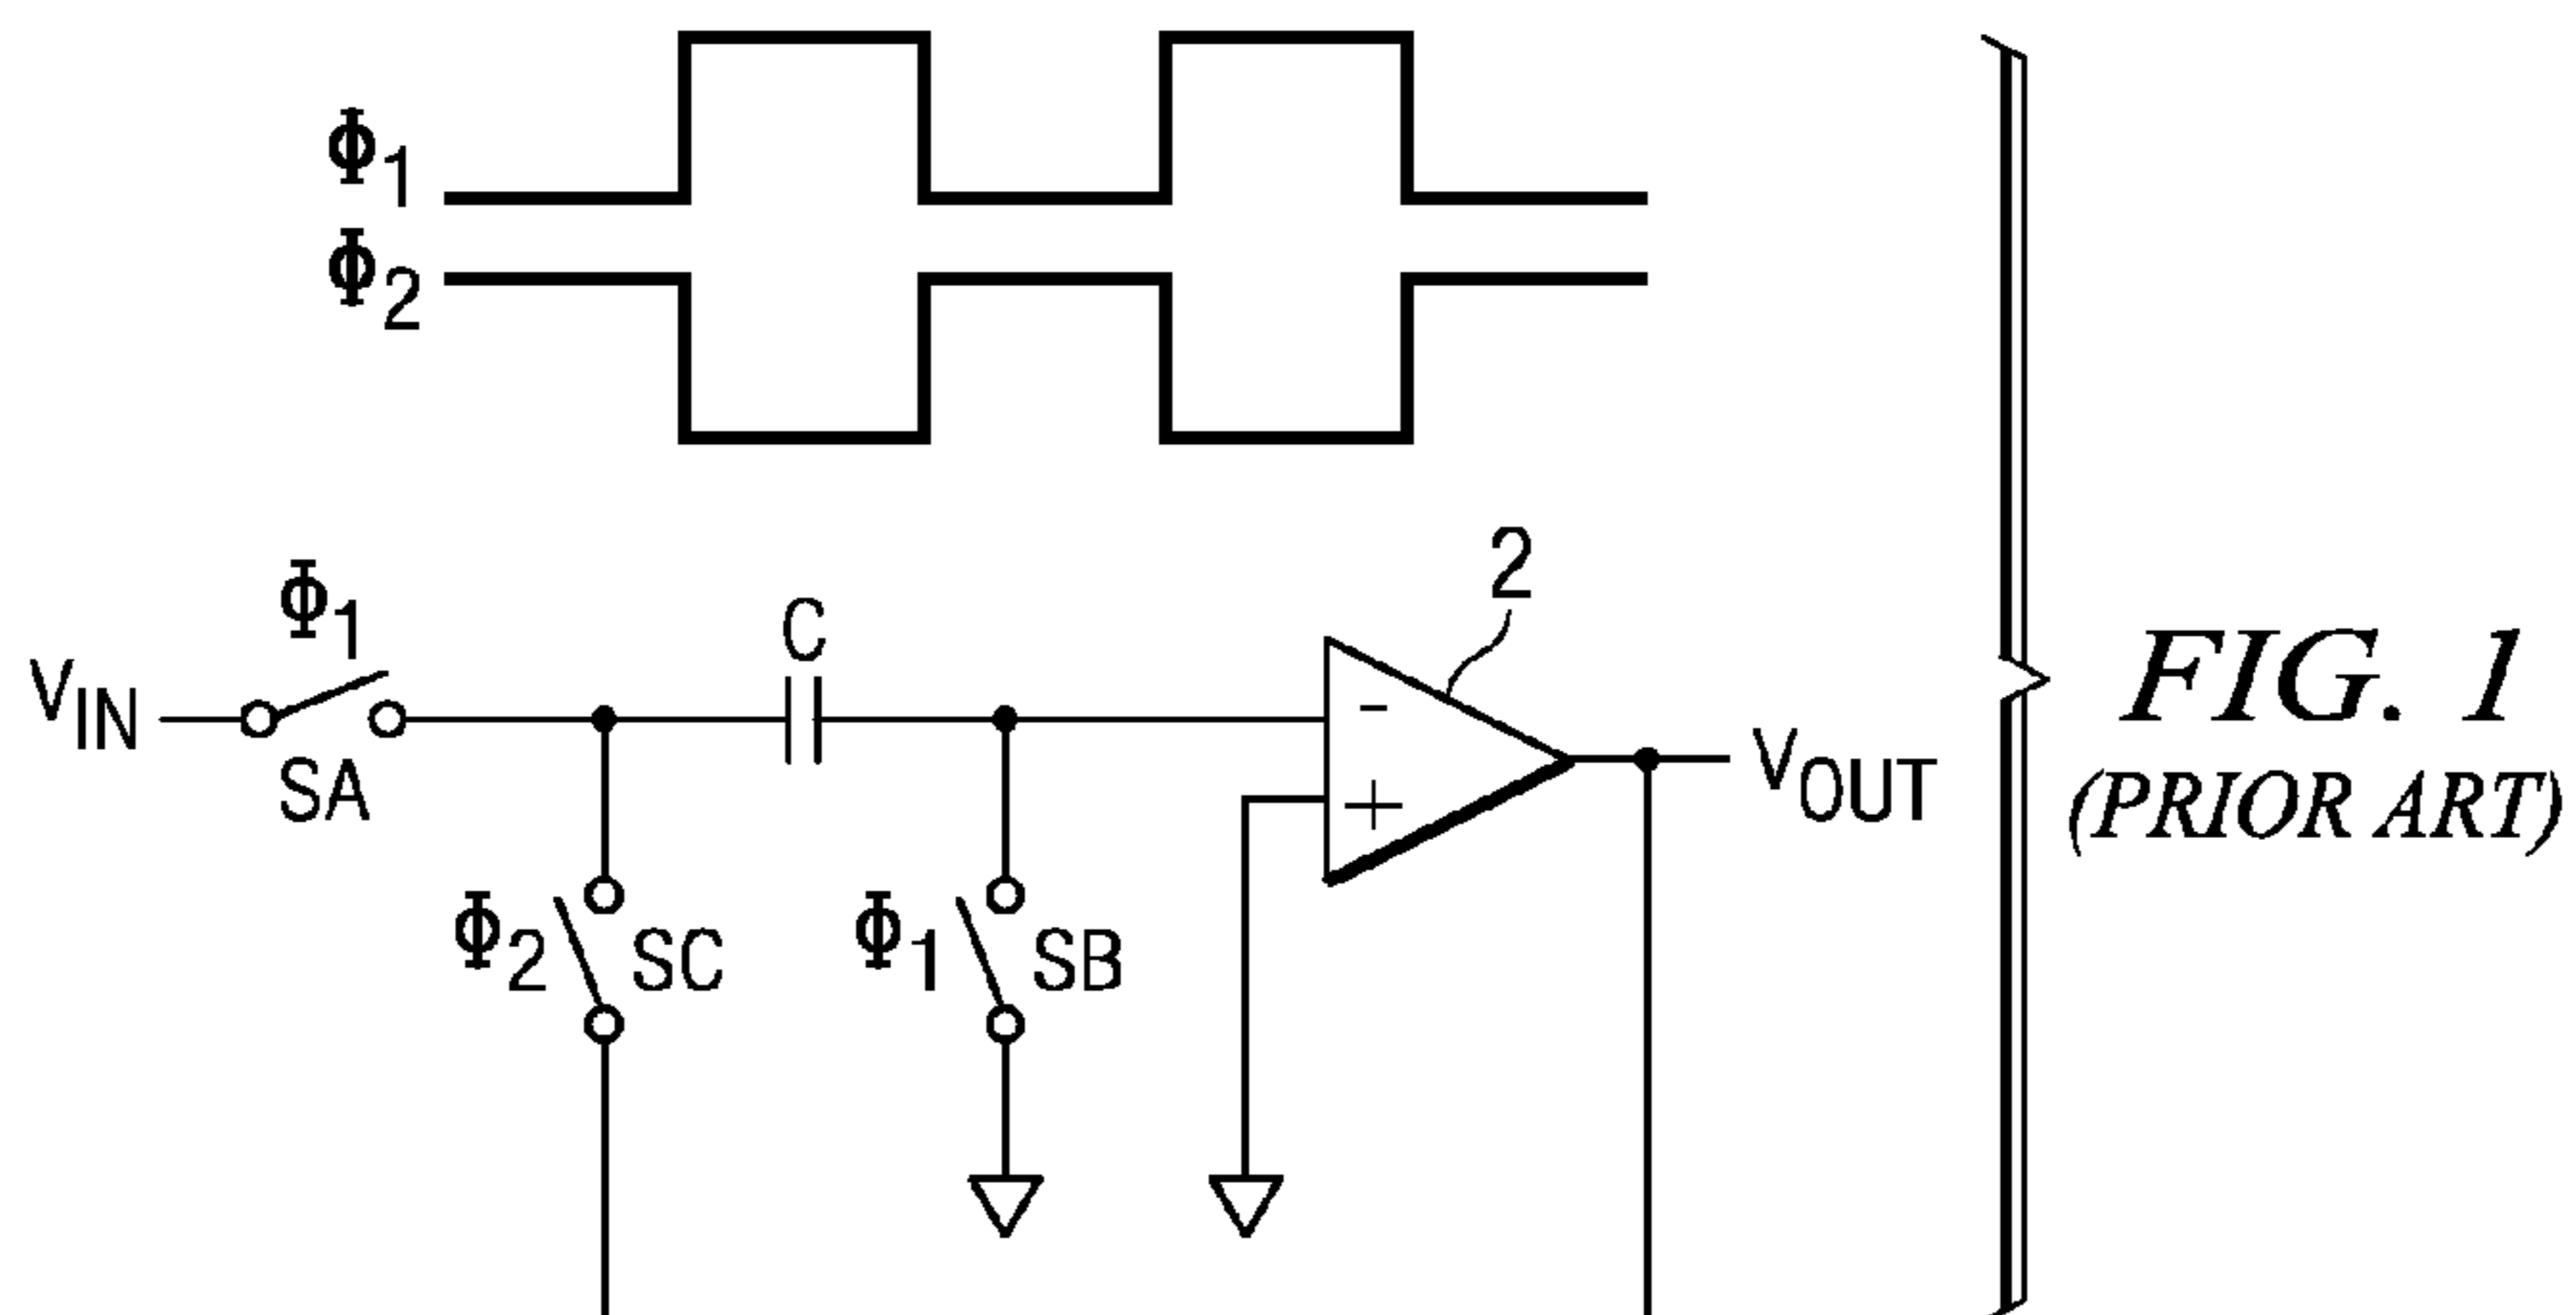 Φ1
Φ2
2
Φ1
C
VIN
SA
-
+
VOUT
FIG. 1
(PRIOR ART)
Φ2
SC
Φ1
SB